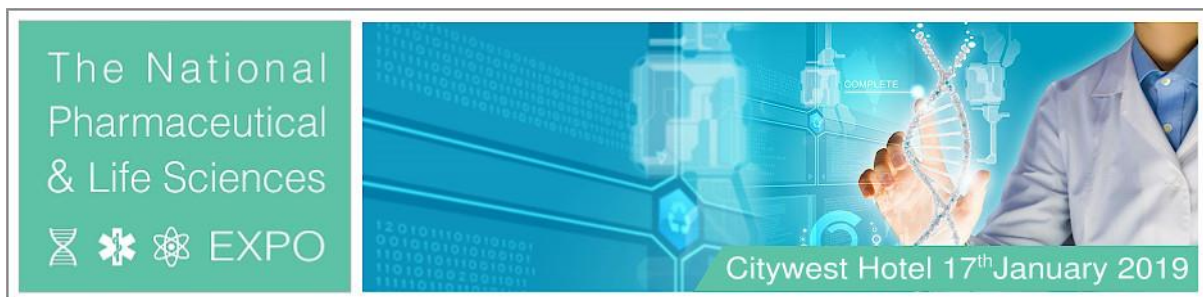 The National
Pharmaceutical
& Life Sciences
EXPO
COMPLETE
Citywest Hotel 17thJanuary 2019